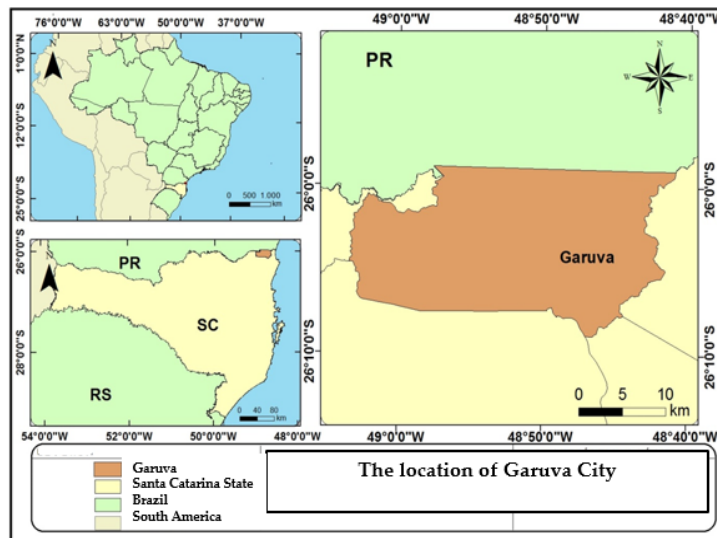 76°0'0"W 63°0'0"W 50°0'0"W 37°0'0"W
N
1°0'0"N
12°0'0"S
25°0'0"S
0 500 1.000
km
26°0'0"S
28°0'0"S
N
PR
SC
RS
0 40 80
km
54°0'0"W 52°0'0"W 50°0'0"W 48°0'0"W
49°0'0"W 48°50'0"W 48°40'0"W
PR
N
W E
S
26°0'0"S 26°0'0"S
Garuva
26°10'0"S 26°10'0"S
0 5 10
km
49°0'0"W 48°50'0"W 48°40'0"W
Garuva
Santa Catarina State
Brazil
South America
The location of Garuva City